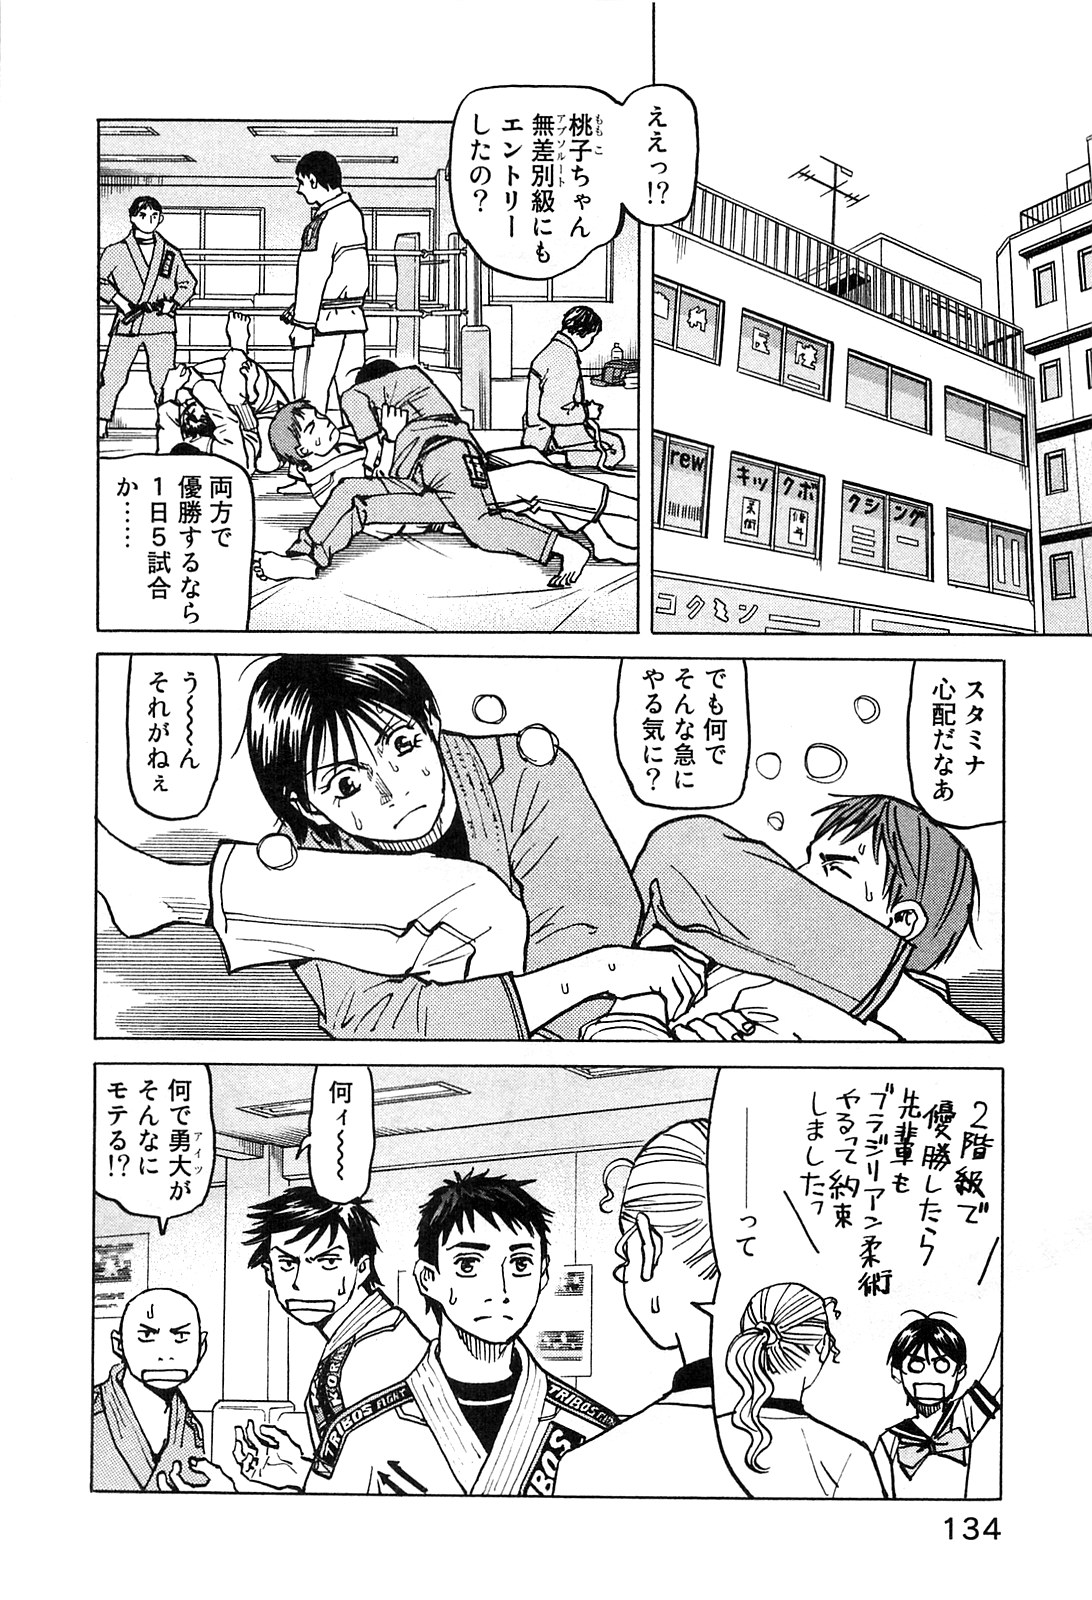 ええっ!?
桃子ちゃん
ももこ
無差別級にも
アブソルート
エントリー
したの?
rew
キックボ
クシング
柔術
コクミン
両方で
優勝するなら
1日5試合
か……
スタミナ
心配だなあ
でも何で
そんな急に
やる気に?
う〜〜〜ん
それがねぇ
2階級で
優勝したら
先輩も
ブラジリアン柔術
やるって約束
しましたっ
——って
何ィ〜〜〜
何で勇大が
アイツ
そんなに
モテる!?
WORK
TRIBOS FIGHT
TRIBOS FIGHT
BOS
134